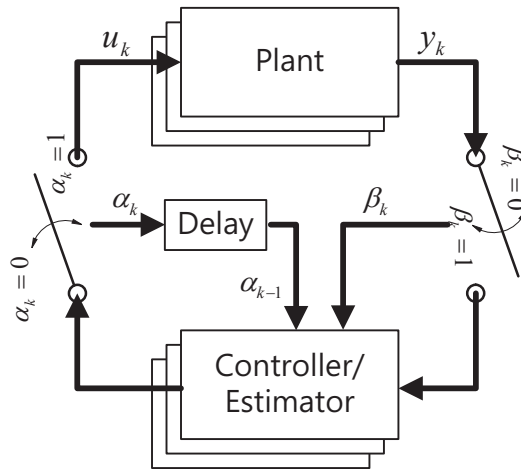 u_k
Plant
y_k
α_k = 1
β_k = 0
α_k
Delay
β_k
β_k = 1
α_k = 0
α_{k-1}
Controller/
Estimator